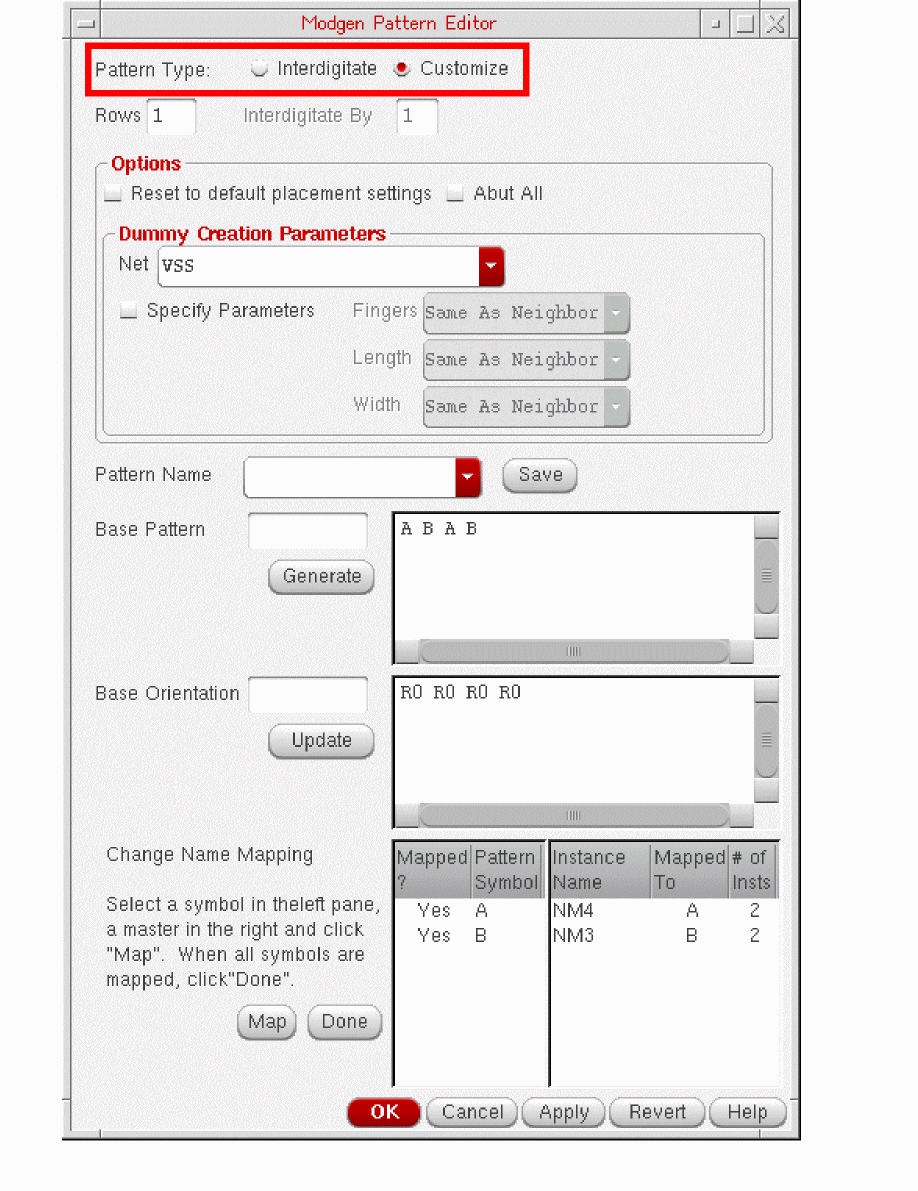 Modgen Pattern Editor
Pattern Type: Interdigitate Customize
Rows 1 Interdigitate By 1
Options
Reset to default placement settings Abut All
Dummy Creation Parameters
Net VSS
Specify Parameters Fingers Same As Neighbor
Length Same As Neighbor
Width Same As Neighbor
Pattern Name Save
Base Pattern A B A B
Generate
Base Orientation R0 R0 R0 R0
Update
Change Name Mapping
Select a symbol in theleft pane,
a master in the right and click
"Map". When all symbols are
mapped, click"Done".
Map Done
Mapped Pattern Instance Mapped # of
? Symbol Name To Insts
Yes A NM4 A 2
Yes B NM3 B 2
OK Cancel Apply Revert Help